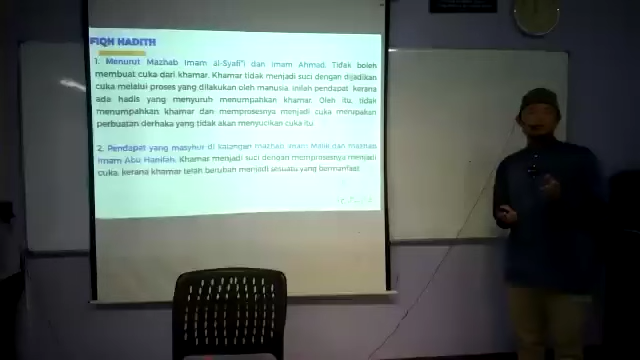 FIQH HADITH
1. Menurut Mazhab Imam al-Syafi'i dan Imam Ahmad. Tidak boleh
membuat cuka dari khamar. Khamar tidak menjadi suci dengan dijadikan
cuka melalui proses yang dilakukan oleh manusia. Inilah pendapat kerana
ada hadis yang menyuruh menumpahkan khamar. Oleh itu, tidak
menumpahkan khamar dan memprosesnya menjadi cuka merupakan
perbuatan derhaka yang tidak akan menyucikan cuka itu
2. Pendapat yang masyhur di kalangan mazhab Imam Malik dan mazhab
Imam Abu Hanifah. Khamar menjadi suci dengan memprosesnya menjadi
cuka, kerana khamar telah berubah menjadi sesuatu yang bermanfaat